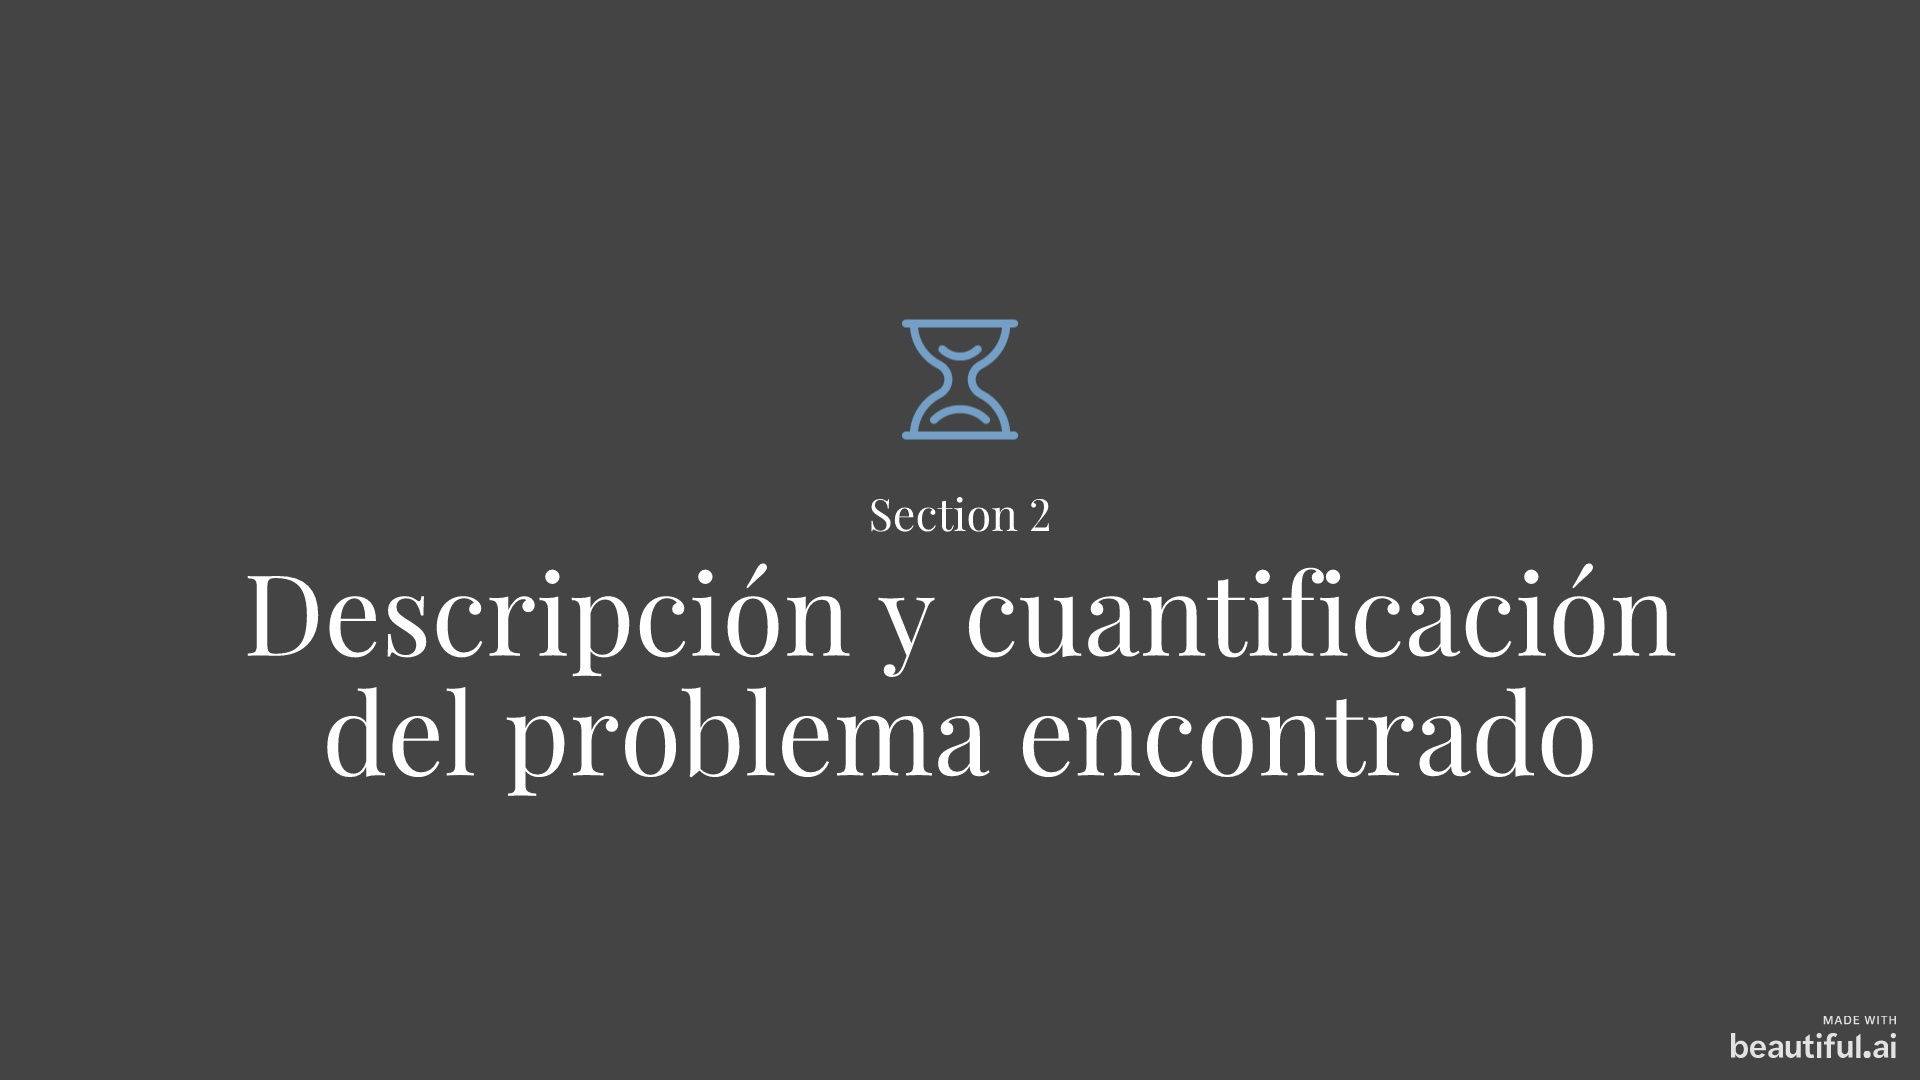 Section 2
Descripción y cuantificación
del problema encontrado
MADE WITH
beautiful.ai